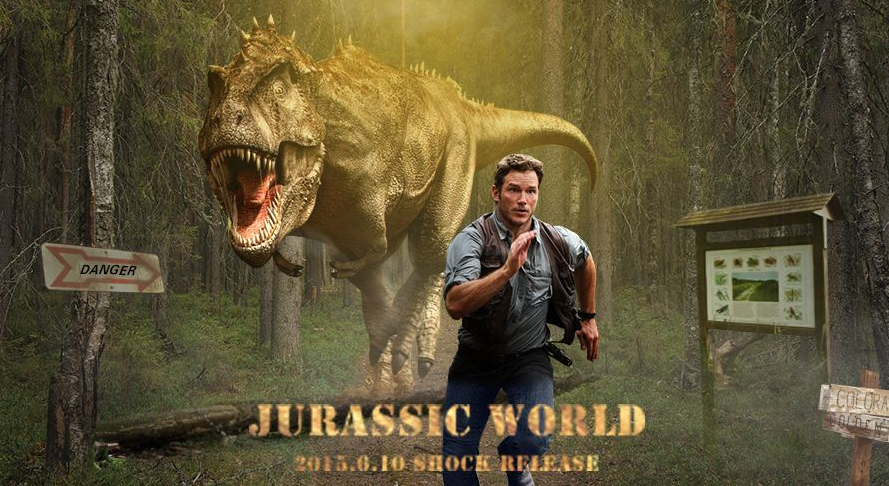 DANGER
JURASSIC WORLD
2015.6.10 SHOCK RELEASE